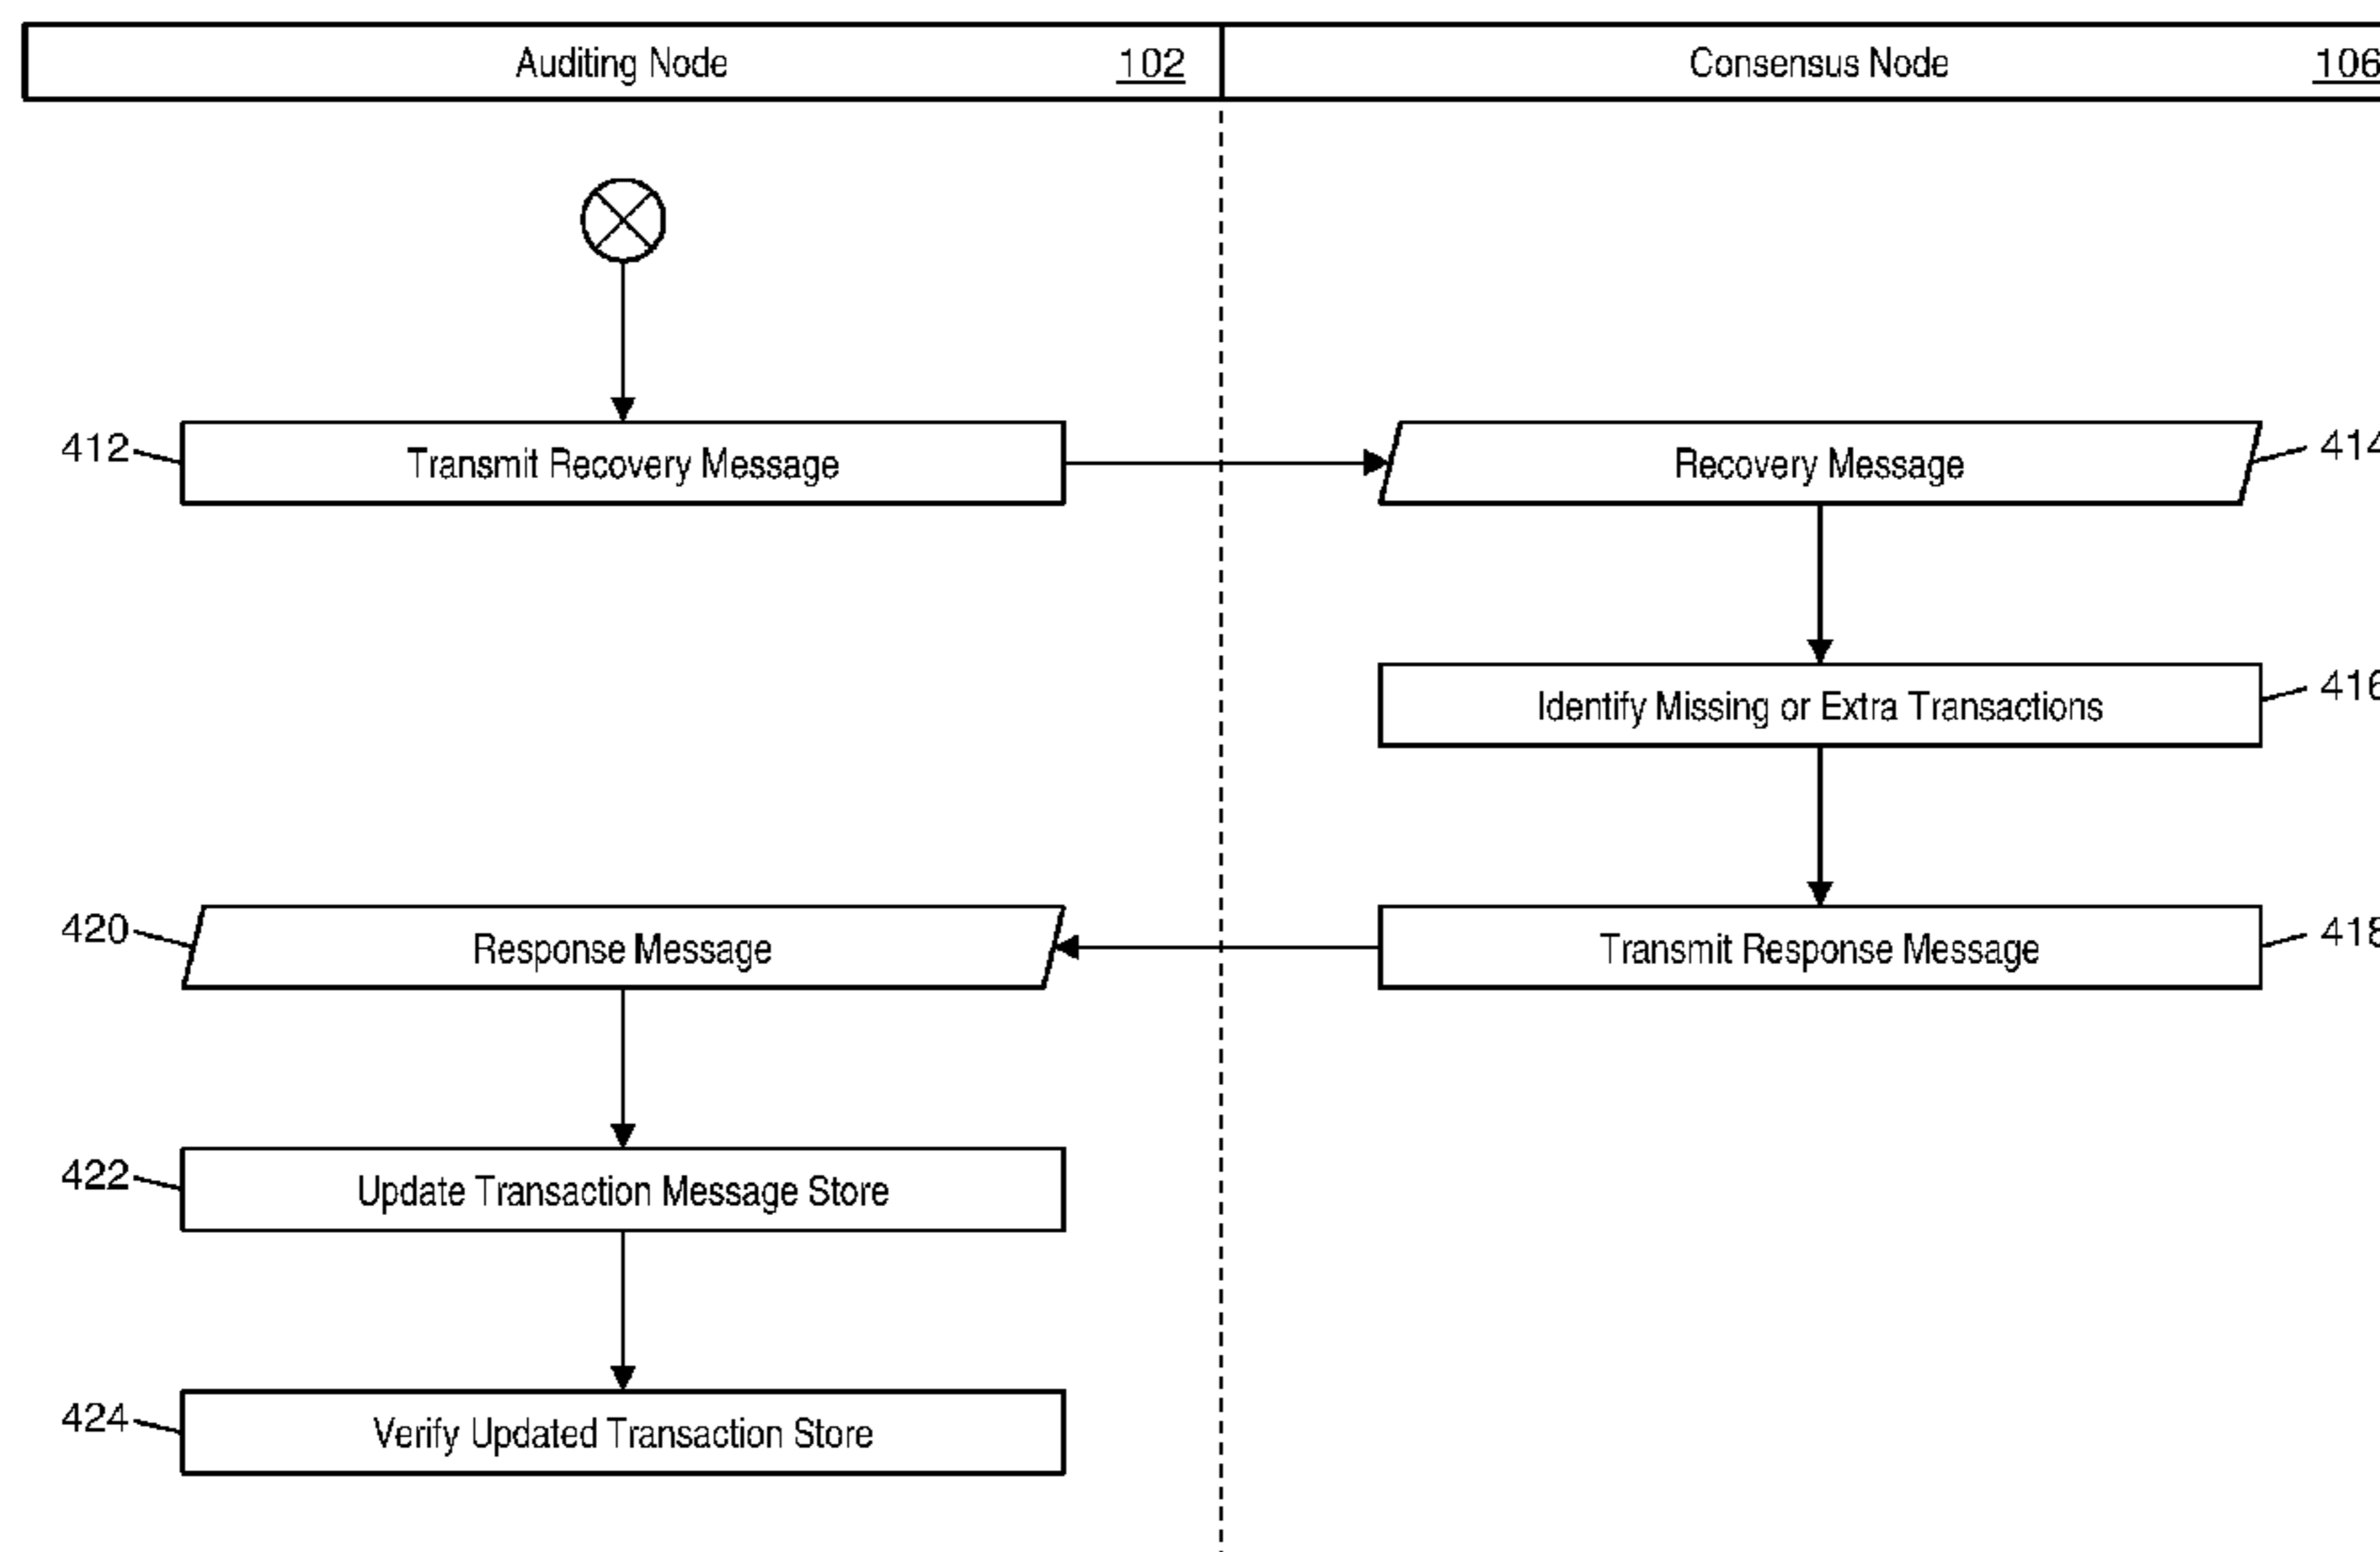 Auditing Node 102 Consensus Node 106
412 Transmit Recovery Message Recovery Message 414
Identify Missing or Extra Transactions 416
420 Response Message Transmit Response Message 418
422 Update Transaction Message Store
424 Verify Updated Transaction Store